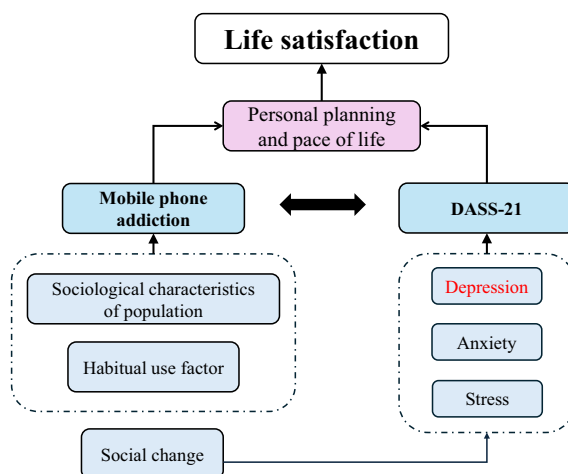 Life satisfaction
Personal planning
and pace of life
Mobile phone
addiction
DASS-21
Sociological characteristics
of population
Habitual use factor
Depression
Anxiety
Stress
Social change